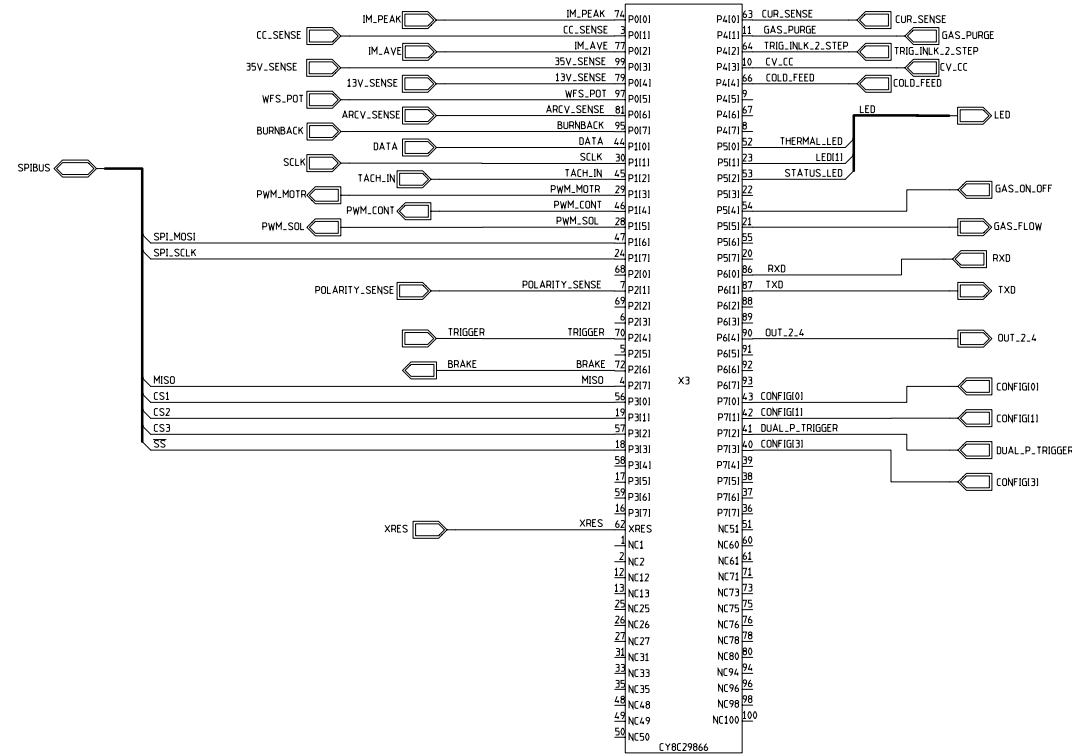 IM_PEAK IM_PEAK 74 P0[0] P4[0] 63 CUR_SENSE CUR_SENSE
CC_SENSE CC_SENSE 3 P0[1] P4[1] 11 GAS_PURGE GAS_PURGE
IM_AVE IM_AVE 77 P0[2] P4[2] 64 TRIG_INLK_2_STEP TRIG_INLK_2_STEP
35V_SENSE 35V_SENSE 99 P0[3] P4[3] 10 CV_CC CV_CC
13V_SENSE 13V_SENSE 79 P0[4] P4[4] 66 COLD_FEED COLD_FEED
WFS_POT WFS_POT 97 P0[5] P4[5] 9
ARCV_SENSE ARCV_SENSE 81 P0[6] P4[6] 67 LED LED
BURNBACK BURNBACK 95 P0[7] P4[7] 8
DATA DATA 44 P1[0] P5[0] 52 THERMAL_LED
SCLK SCLK 30 P1[1] P5[1] 23 LED[1]
SPIBUS
TACH_IN TACH_IN 45 P1[2] P5[2] 53 STATUS_LED
PWM_MOTR PWM_MOTR 29 P1[3] P5[3] 22 GAS_ON_OFF
PWM_CONT PWM_CONT 46 P1[4] P5[4] 54
PWM_SOL PWM_SOL 28 P1[5] P5[5] 21 GAS_FLOW
SPI_MOSI 47 P1[6] P5[6] 55
SPI_SCLK 24 P1[7] P5[7] 20 RXD
68 P2[0] P6[0] 86 RXD
POLARITY_SENSE POLARITY_SENSE 7 P2[1] P6[1] 87 TXD TXD
69 P2[2] P6[2] 88
6 P2[3] P6[3] 89
TRIGGER TRIGGER 70 P2[4] P6[4] 90 OUT_2_4 OUT_2_4
5 P2[5] P6[5] 91
BRAKE BRAKE 72 P2[6] P6[6] 92
MISO MISO 4 P2[7] X3 P6[7] 93 CONFIG[0]
CS1 56 P3[0] P7[0] 43 CONFIG[0]
CS2 19 P3[1] P7[1] 42 CONFIG[1] CONFIG[1]
CS3 57 P3[2] P7[2] 41 DUAL_P_TRIGGER
SS 18 P3[3] P7[3] 40 CONFIG[3] DUAL_P_TRIGGER
58 P3[4] P7[4] 39
17 P3[5] P7[5] 38 CONFIG[3]
59 P3[6] P7[6] 37
16 P3[7] P7[7] 36
XRES XRES 62 XRES NC51 51
1 NC1 NC60 60
2 NC2 NC61 61
12 NC12 NC71 71
13 NC13 NC73 73
25 NC25 NC75 75
26 NC26 NC76 76
27 NC27 NC78 78
31 NC31 NC80 80
33 NC33 NC94 94
35 NC35 NC96 96
48 NC48 NC98 98
49 NC49 NC100 100
50 NC50
CY8C29866